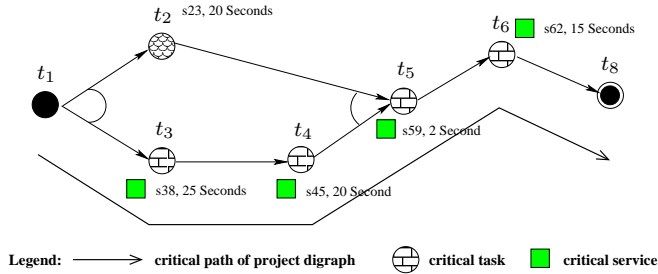 t2 s23, 20 Seconds
t6 s62, 15 Seconds
t1
t5
t8
t3
t4
s59, 2 Second
s38, 25 Seconds
s45, 20 Second
Legend: critical path of project digraph critical task critical service